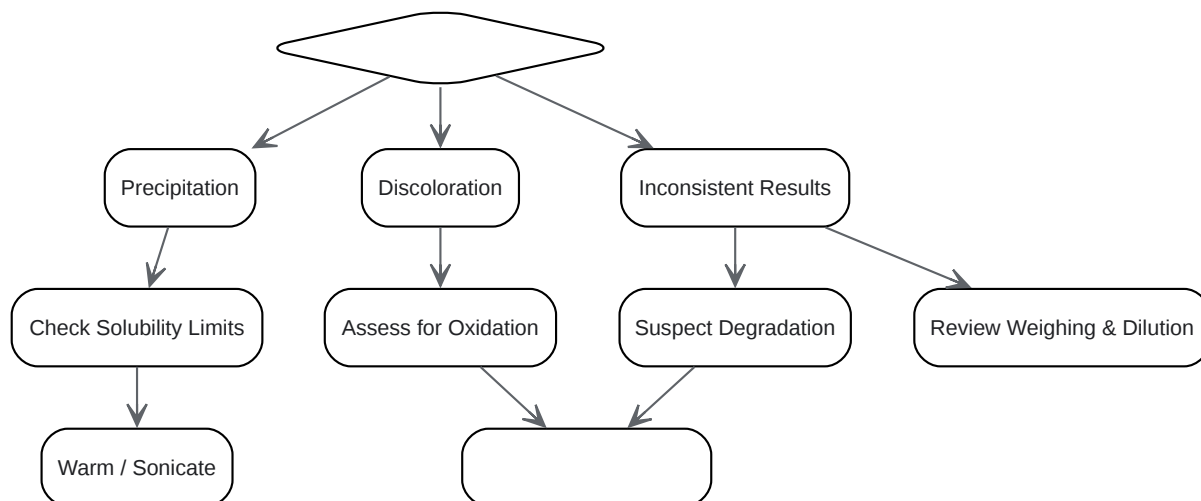 Precipitation
Discoloration
Inconsistent Results
Check Solubility Limits
Assess for Oxidation
Suspect Degradation
Review Weighing & Dilution
Warm / Sonicate